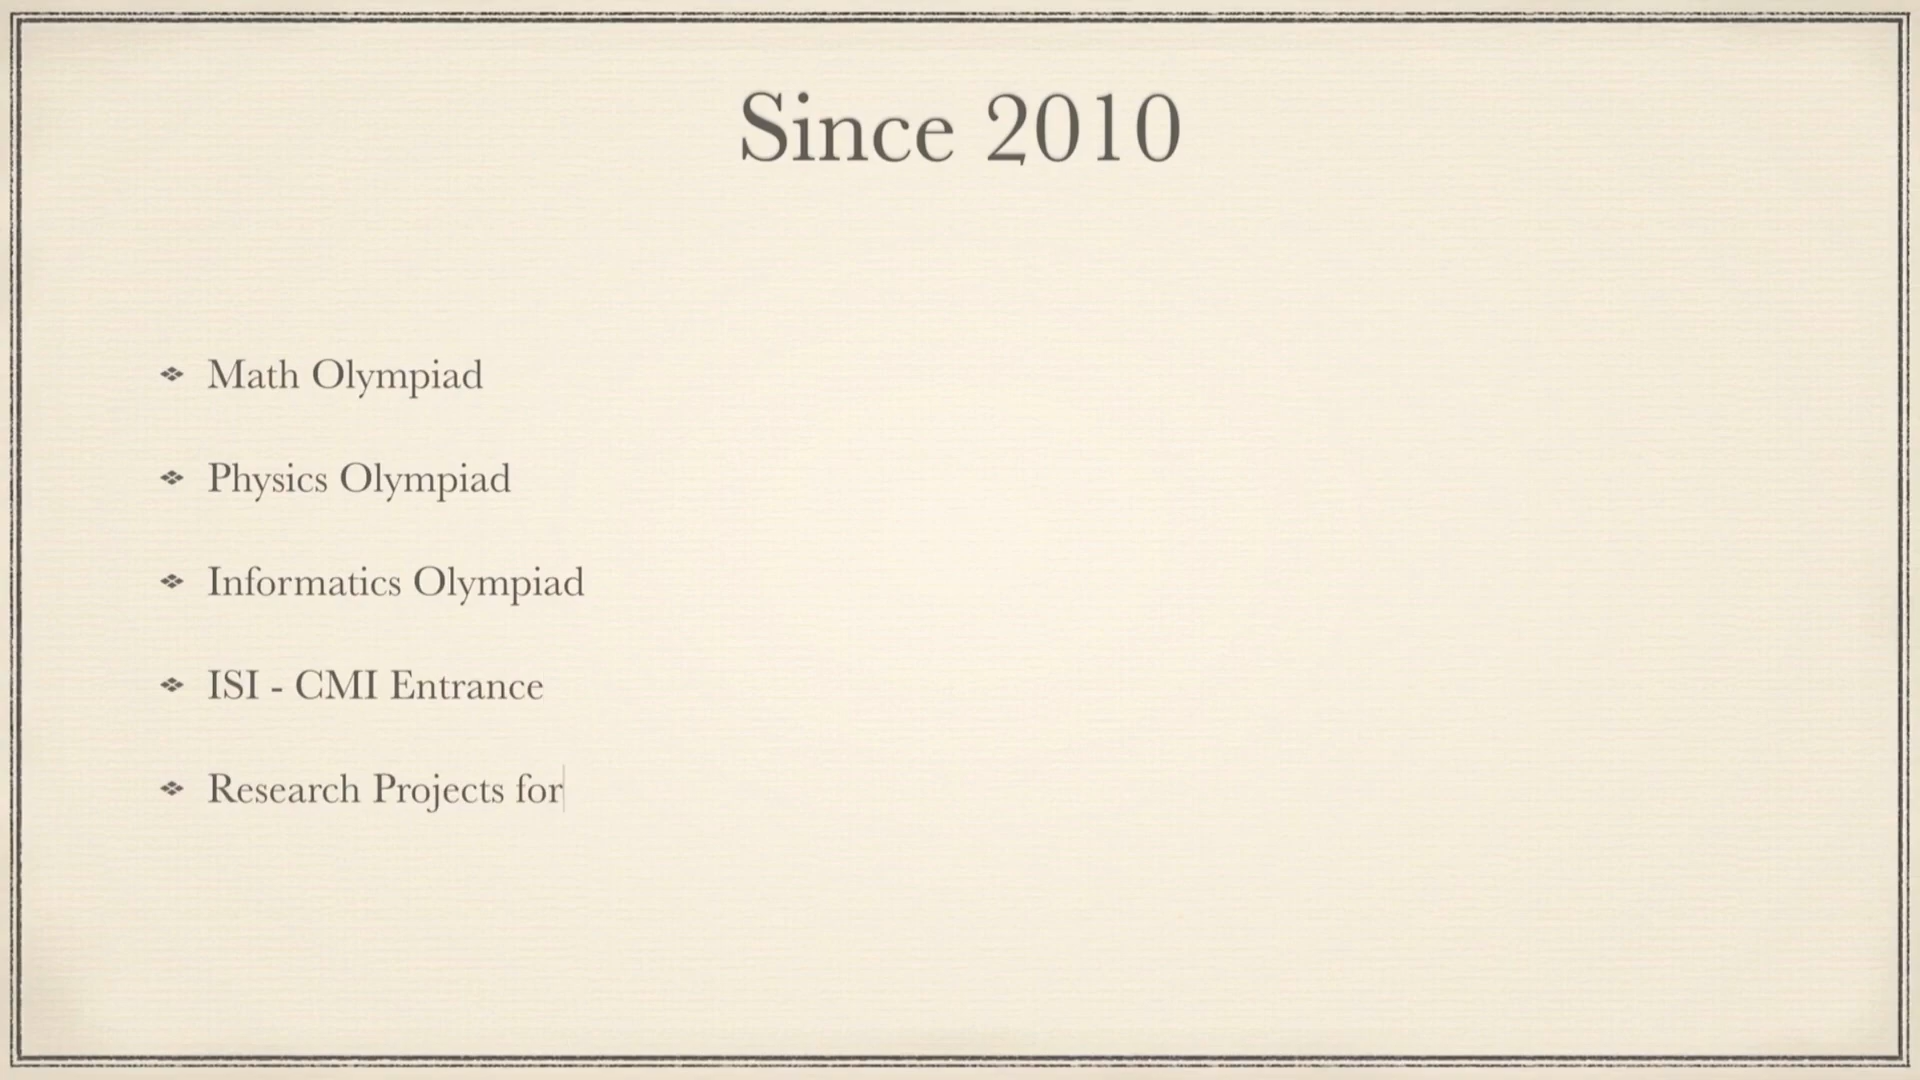 Since 2010
Math Olympiad
Physics Olympiad
Informatics Olympiad
ISI - CMI Entrance
Research Projects for